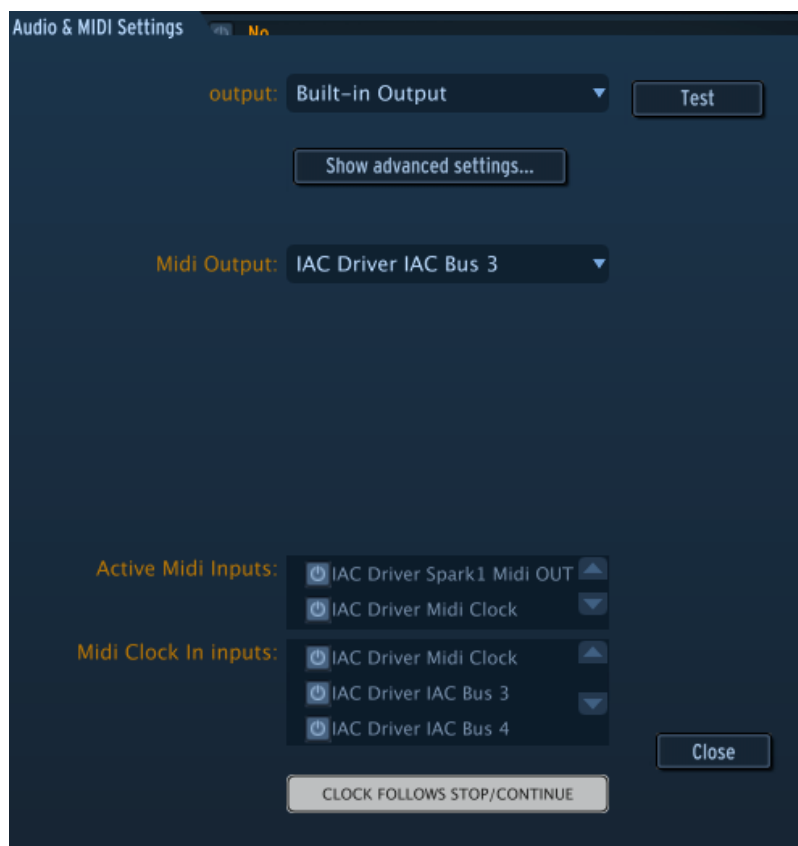 Audio & MIDI Settings
No
output: Built-in Output Test
Show advanced settings...
Midi Output: IAC Driver IAC Bus 3
Active Midi Inputs: IAC Driver Spark1 Midi OUT
IAC Driver Midi Clock
Midi Clock In inputs: IAC Driver Midi Clock
IAC Driver IAC Bus 3
IAC Driver IAC Bus 4
Close
CLOCK FOLLOWS STOP/CONTINUE